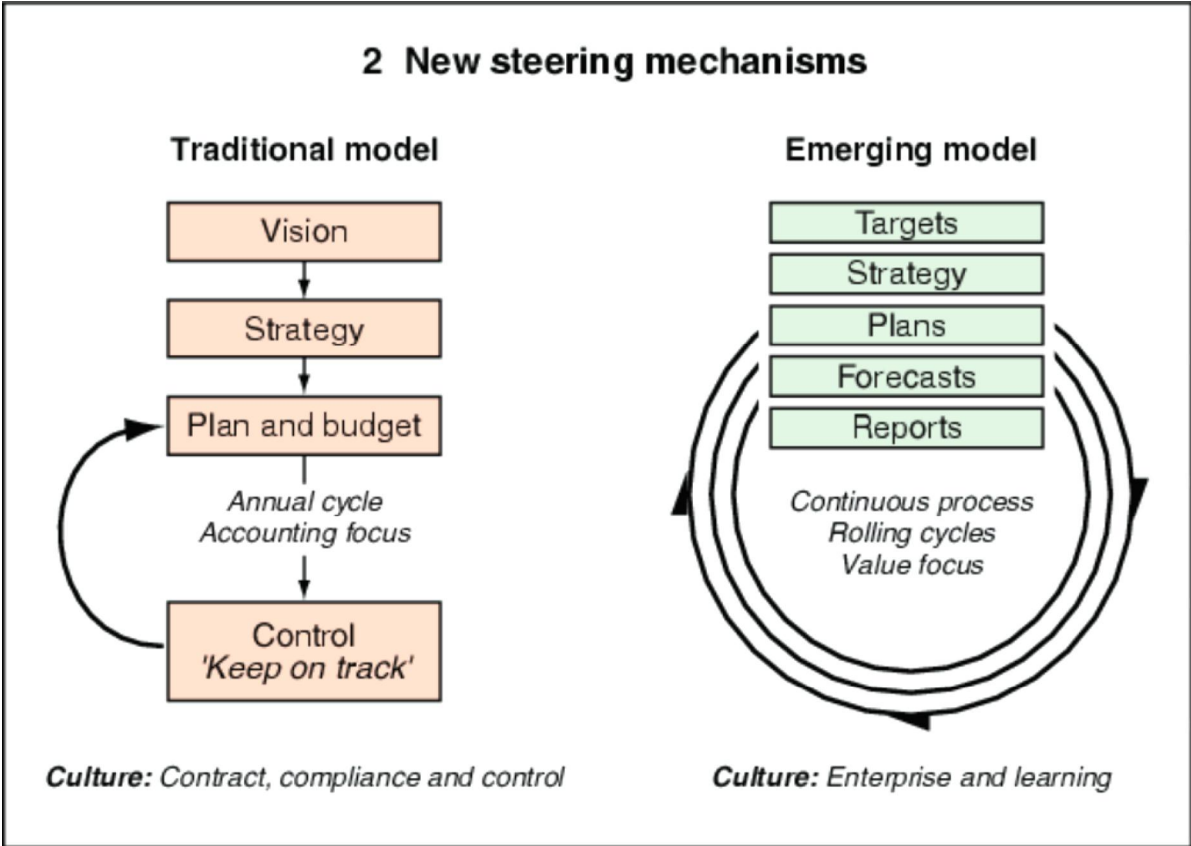 2 New steering mechanisms
Traditional model
Vision
Strategy
Plan and budget
Annual cycle
Accounting focus
Control
'Keep on track'
Culture: Contract, compliance and control
Emerging model
Targets
Strategy
Plans
Forecasts
Reports
Continuous process
Rolling cycles
Value focus
Culture: Enterprise and learning